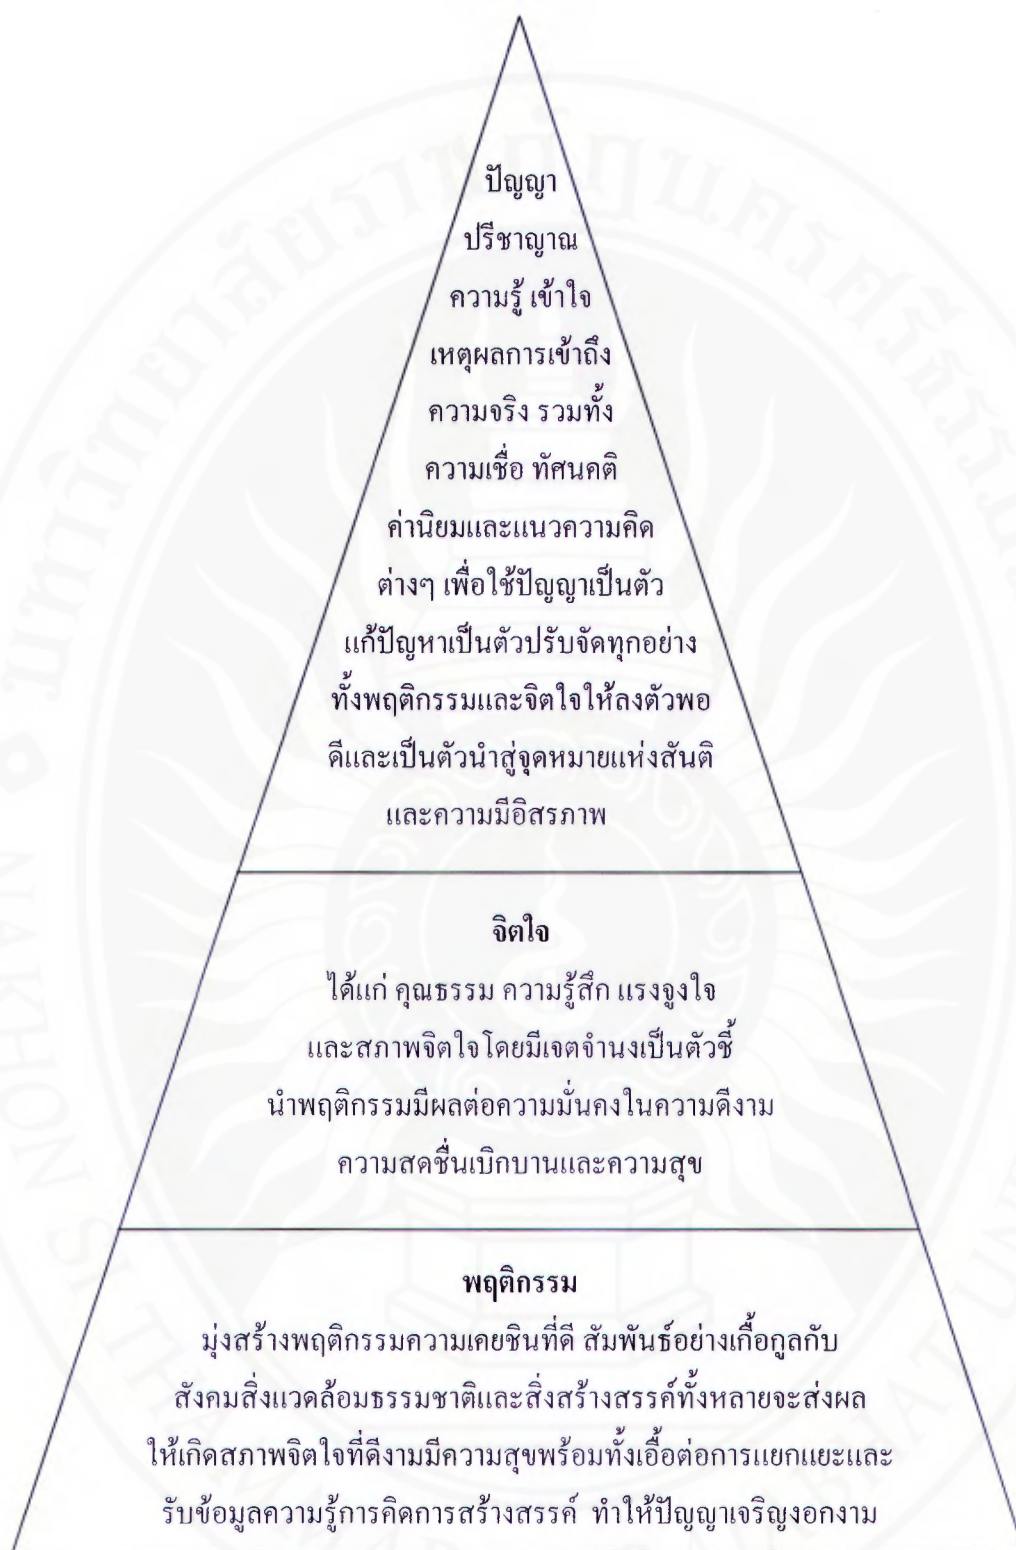 ปัญญา
ปรีชาญาณ
ความรู้ เข้าใจ
เหตุผลการเข้าถึง
ความจริง รวมทั้ง
ความเชื่อ ทัศนคติ
ค่านิยมและแนวความคิด
ต่างๆ เพื่อใช้ปัญญาเป็นตัว
แก้ปัญหาเป็นตัวปรับจัดทุกอย่าง
ทั้งพฤติกรรมและจิตใจให้ลงตัวพอ
ดีและเป็นตัวนำสู่จุดหมายแห่งสันติ
และความมีอิสรภาพ
จิตใจ
ได้แก่ คุณธรรม ความรู้สึก แรงจูงใจ
และสภาพจิตใจโดยมีเจตจำนงเป็นตัวชี้
นำพฤติกรรมมีผลต่อความมั่นคงในความดีงาม
ความสดชื่นเบิกบานและความสุข
พฤติกรรม
มุ่งสร้างพฤติกรรมความเคยชินที่ดี สัมพันธ์อย่างเกื้อกูลกับ
สังคมสิ่งแวดล้อมธรรมชาติและสิ่งสร้างสรรค์ทั้งหลายจะส่งผล
ให้เกิดสภาพจิตใจที่ดีงามมีความสุขพร้อมทั้งเอื้อต่อการแยกแยะและ
รับข้อมูลความรู้การคิดการสร้างสรรค์ ทำให้ปัญญาเจริญงอกงาม